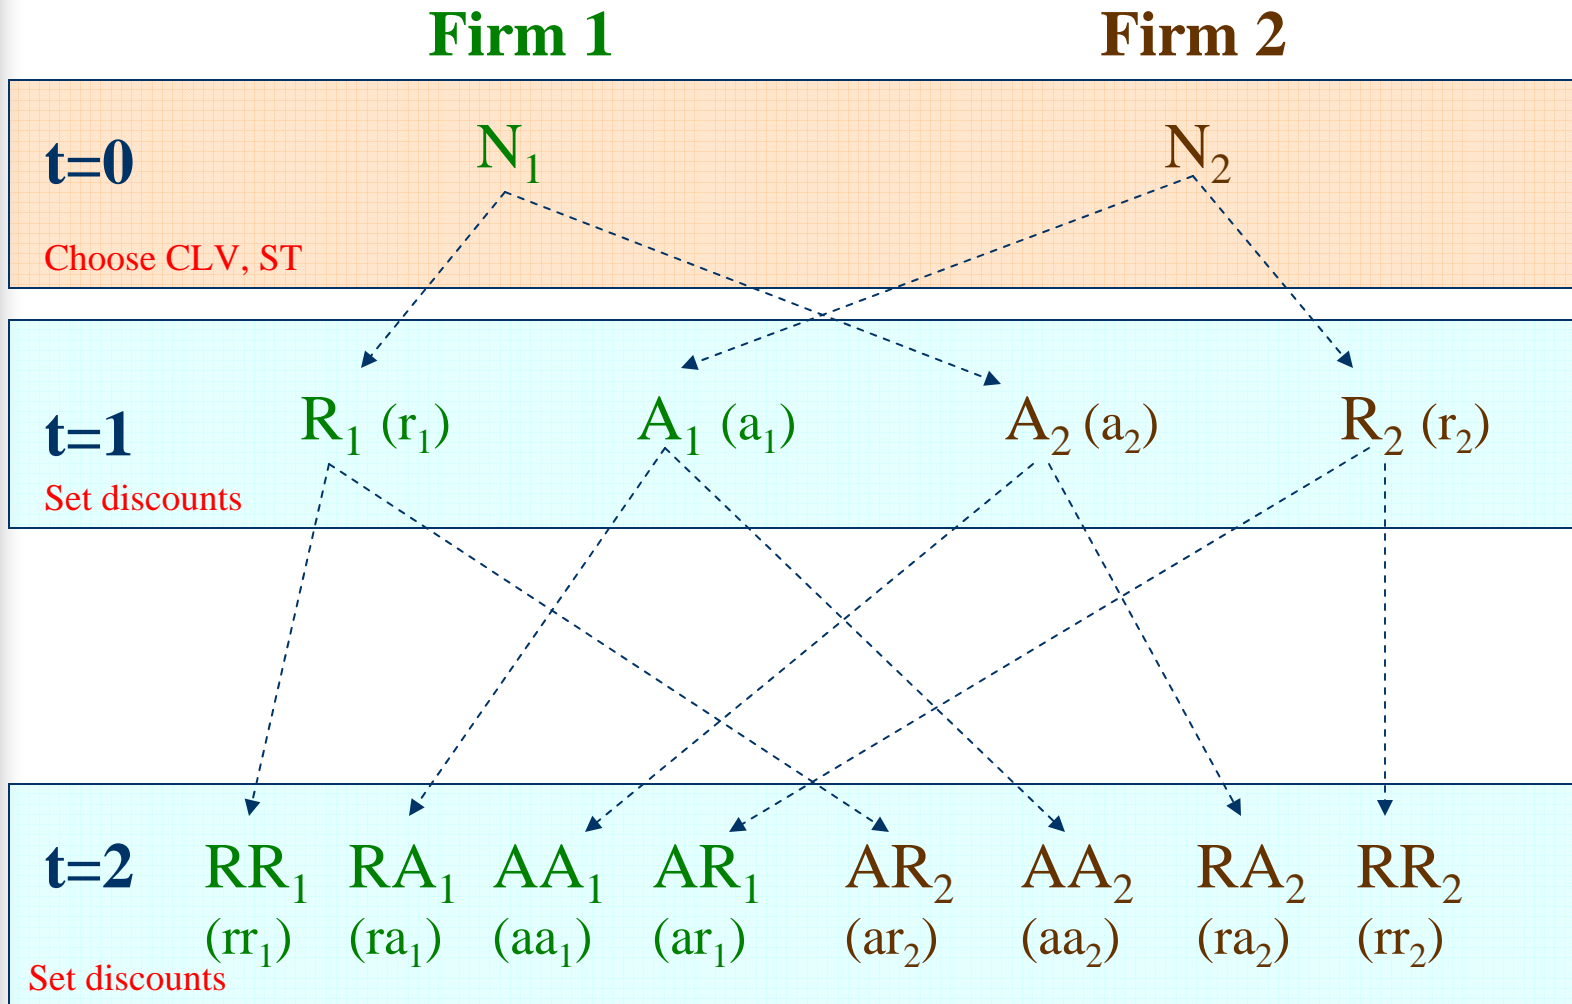 Firm 1 Firm 2
t=0 N₁ N₂
Choose CLV, ST
t=1 R₁ (r₁) A₁ (a₁) A₂ (a₂) R₂ (r₂)
Set discounts
t=2 RR₁ RA₁ AA₁ AR₁ AR₂ AA₂ RA₂ RR₂
(rr₁) (ra₁) (aa₁) (ar₁) (ar₂) (aa₂) (ra₂) (rr₂)
Set discounts